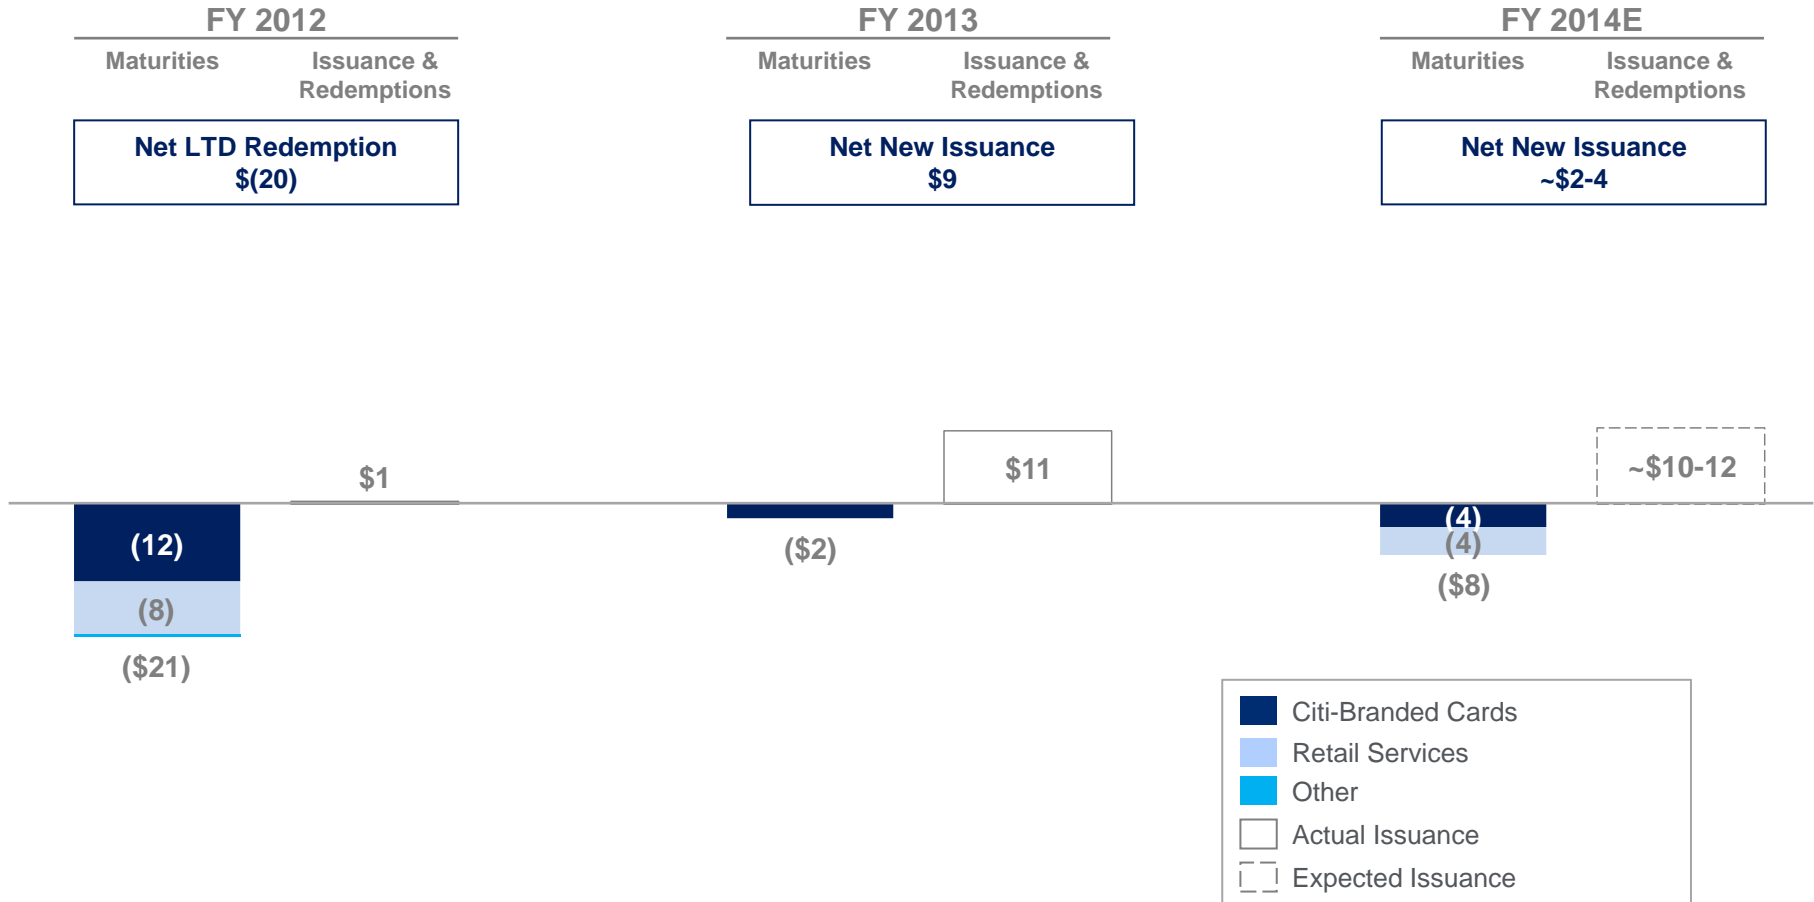 FY 2012
Maturities
Issuance &
Redemptions
Net LTD Redemption
$(20)
$1
(12)
(8)
($21)
FY 2013
Maturities
Issuance &
Redemptions
Net New Issuance
$9
$11
($2)
FY 2014E
Maturities
Issuance &
Redemptions
Net New Issuance
~$2-4
~$10-12
(4)
(4)
($8)
Citi-Branded Cards
Retail Services
Other
Actual Issuance
Expected Issuance